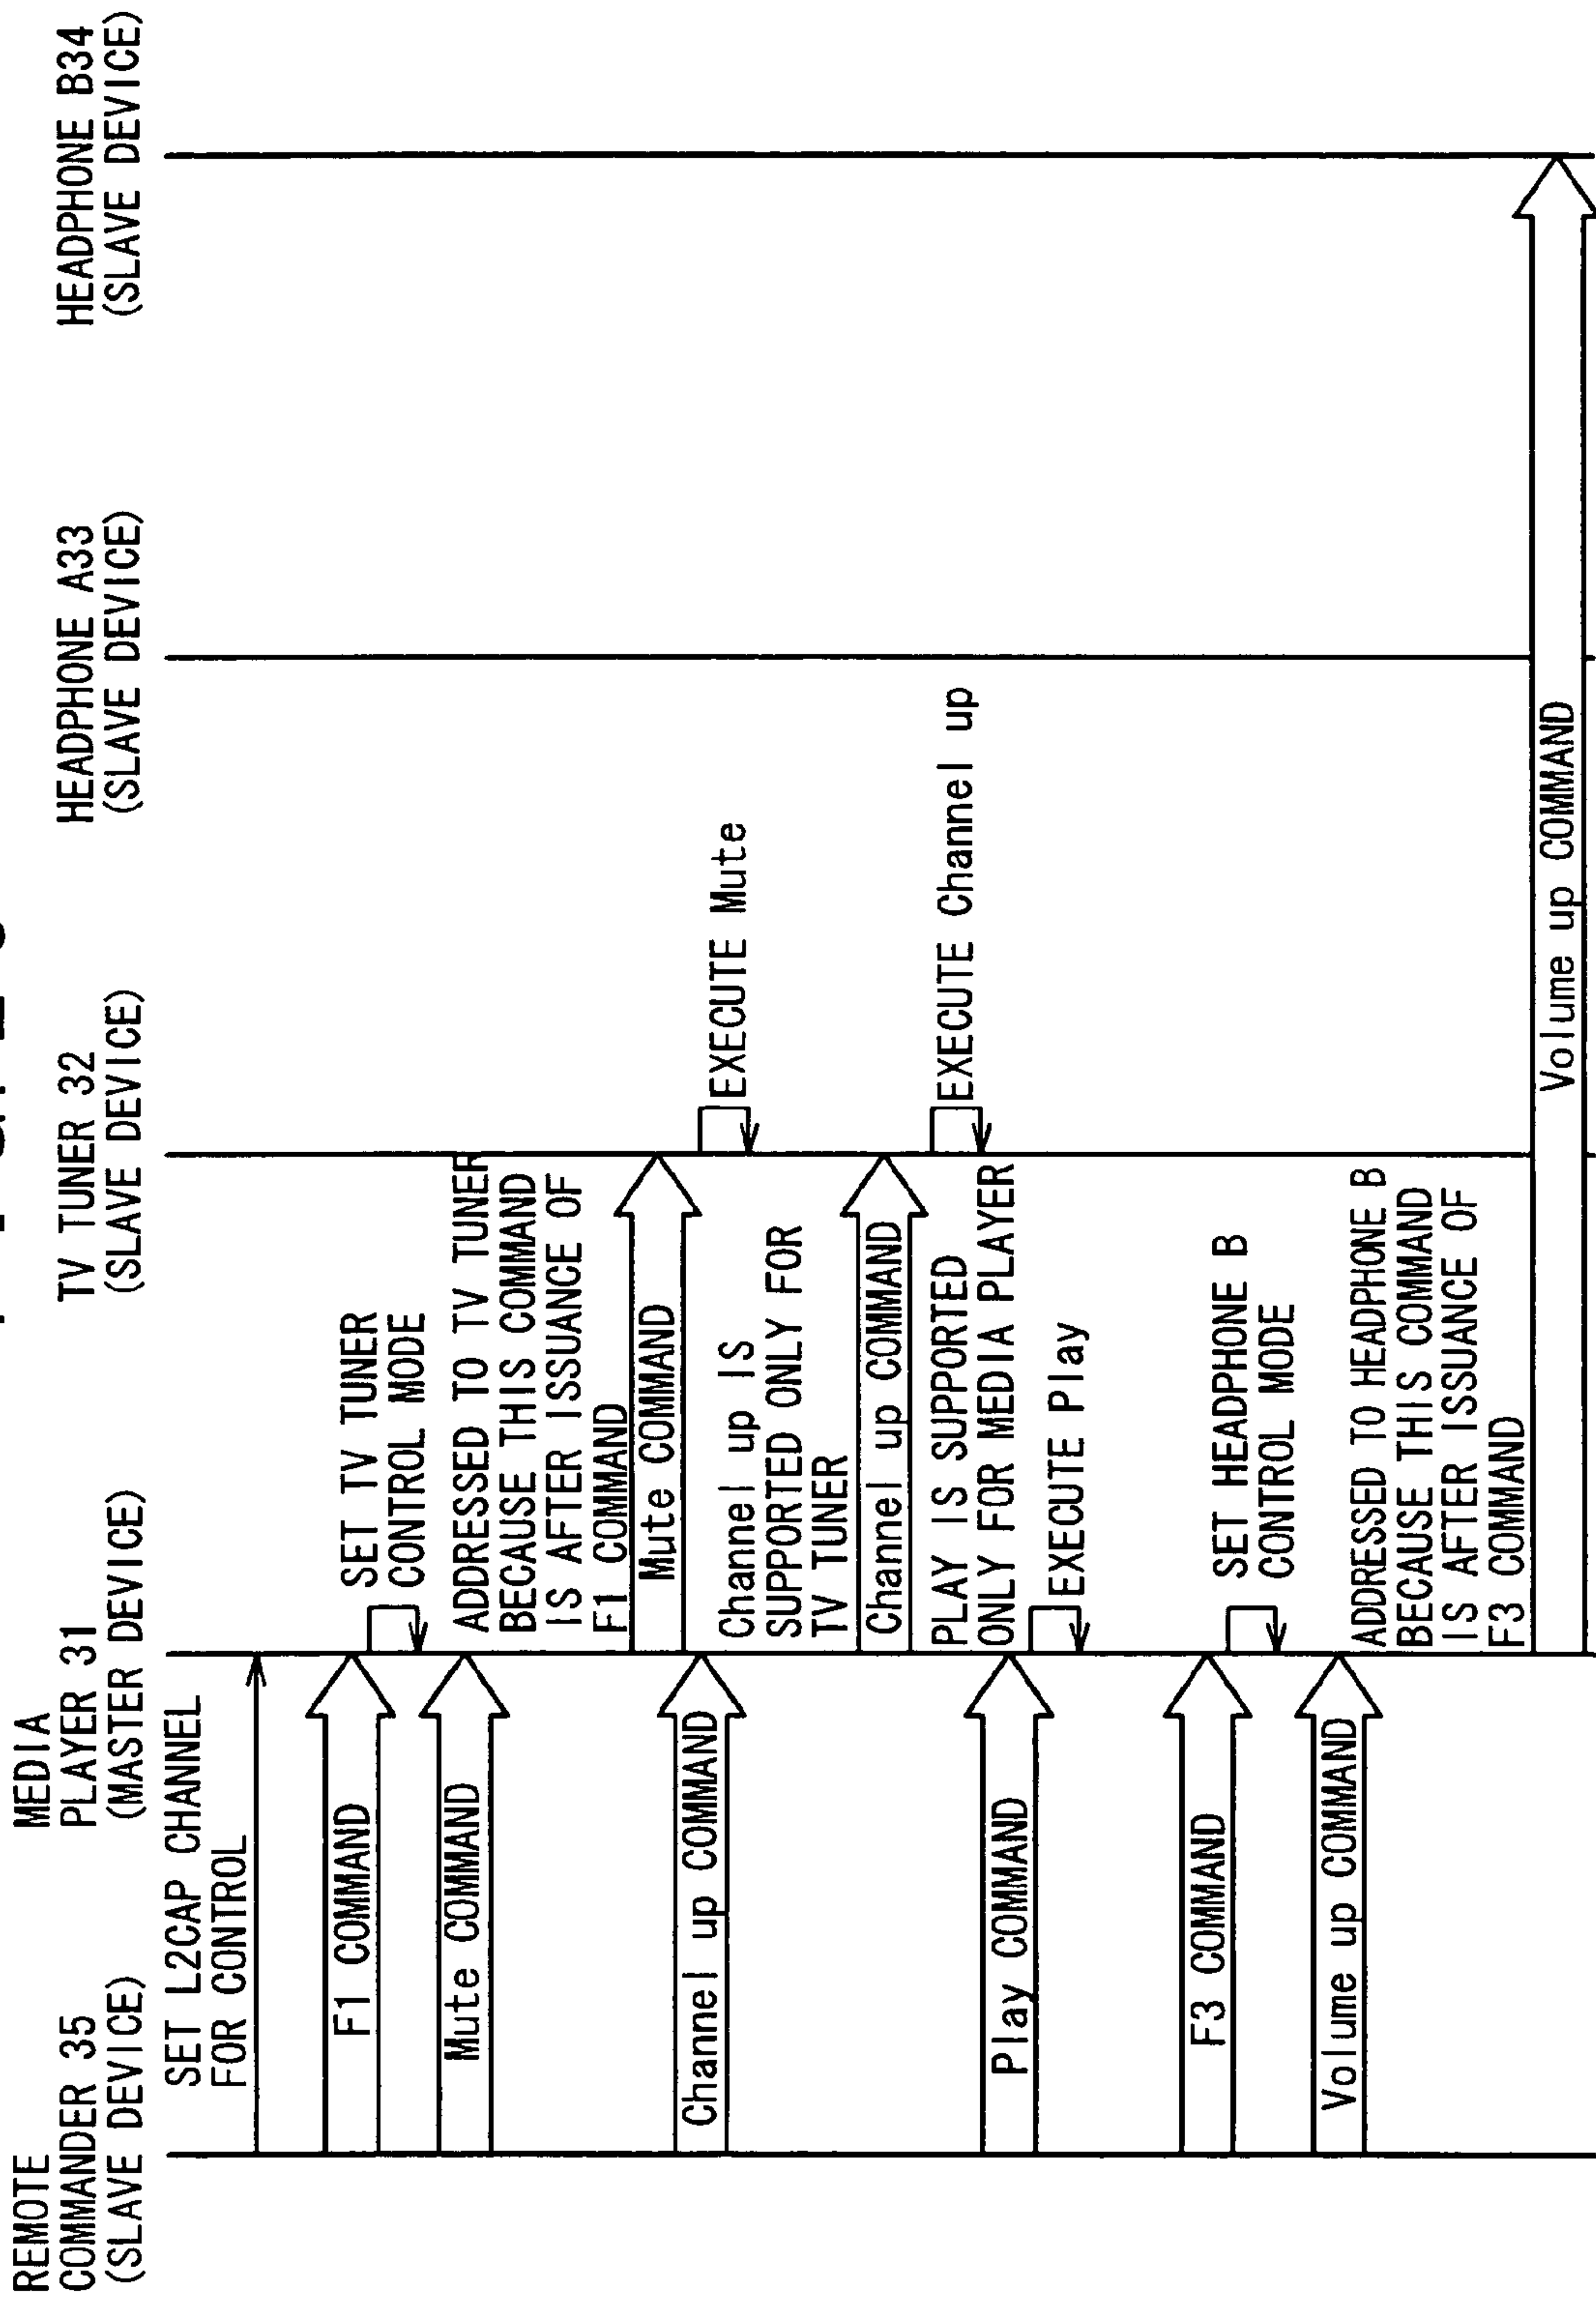 REMOTE
COMMANDER 35
(SLAVE DEVICE)
MEDIA
PLAYER 31
(MASTER DEVICE)
TV TUNER 32
(SLAVE DEVICE)
HEADPHONE A33
(SLAVE DEVICE)
HEADPHONE B34
(SLAVE DEVICE)
SET L2CAP CHANNEL
FOR CONTROL
F1 COMMAND
SET TV TUNER
CONTROL MODE
Mute COMMAND
ADDRESSED TO TV TUNER
BECAUSE THIS COMMAND
IS AFTER ISSUANCE OF
F1 COMMAND
Mute COMMAND
EXECUTE Mute
Channel up COMMAND
Channel up IS
SUPPORTED ONLY FOR
TV TUNER
Channel up COMMAND
EXECUTE Channel up
Play COMMAND
PLAY IS SUPPORTED
ONLY FOR MEDIA PLAYER
EXECUTE Play
F3 COMMAND
SET HEADPHONE B
CONTROL MODE
Volume up COMMAND
ADDRESSED TO HEADPHONE B
BECAUSE THIS COMMAND
IS AFTER ISSUANCE OF
F3 COMMAND
Volume up COMMAND